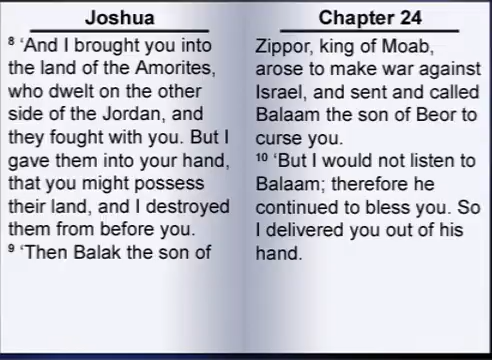 Joshua
⁸ ‘And I brought you into
the land of the Amorites,
who dwelt on the other
side of the Jordan, and
they fought with you. But I
gave them into your hand,
that you might possess
their land, and I destroyed
them from before you.
⁹ ‘Then Balak the son of
Chapter 24
Zippor, king of Moab,
arose to make war against
Israel, and sent and called
Balaam the son of Beor to
curse you.
¹⁰ ‘But I would not listen to
Balaam; therefore he
continued to bless you. So
I delivered you out of his
hand.